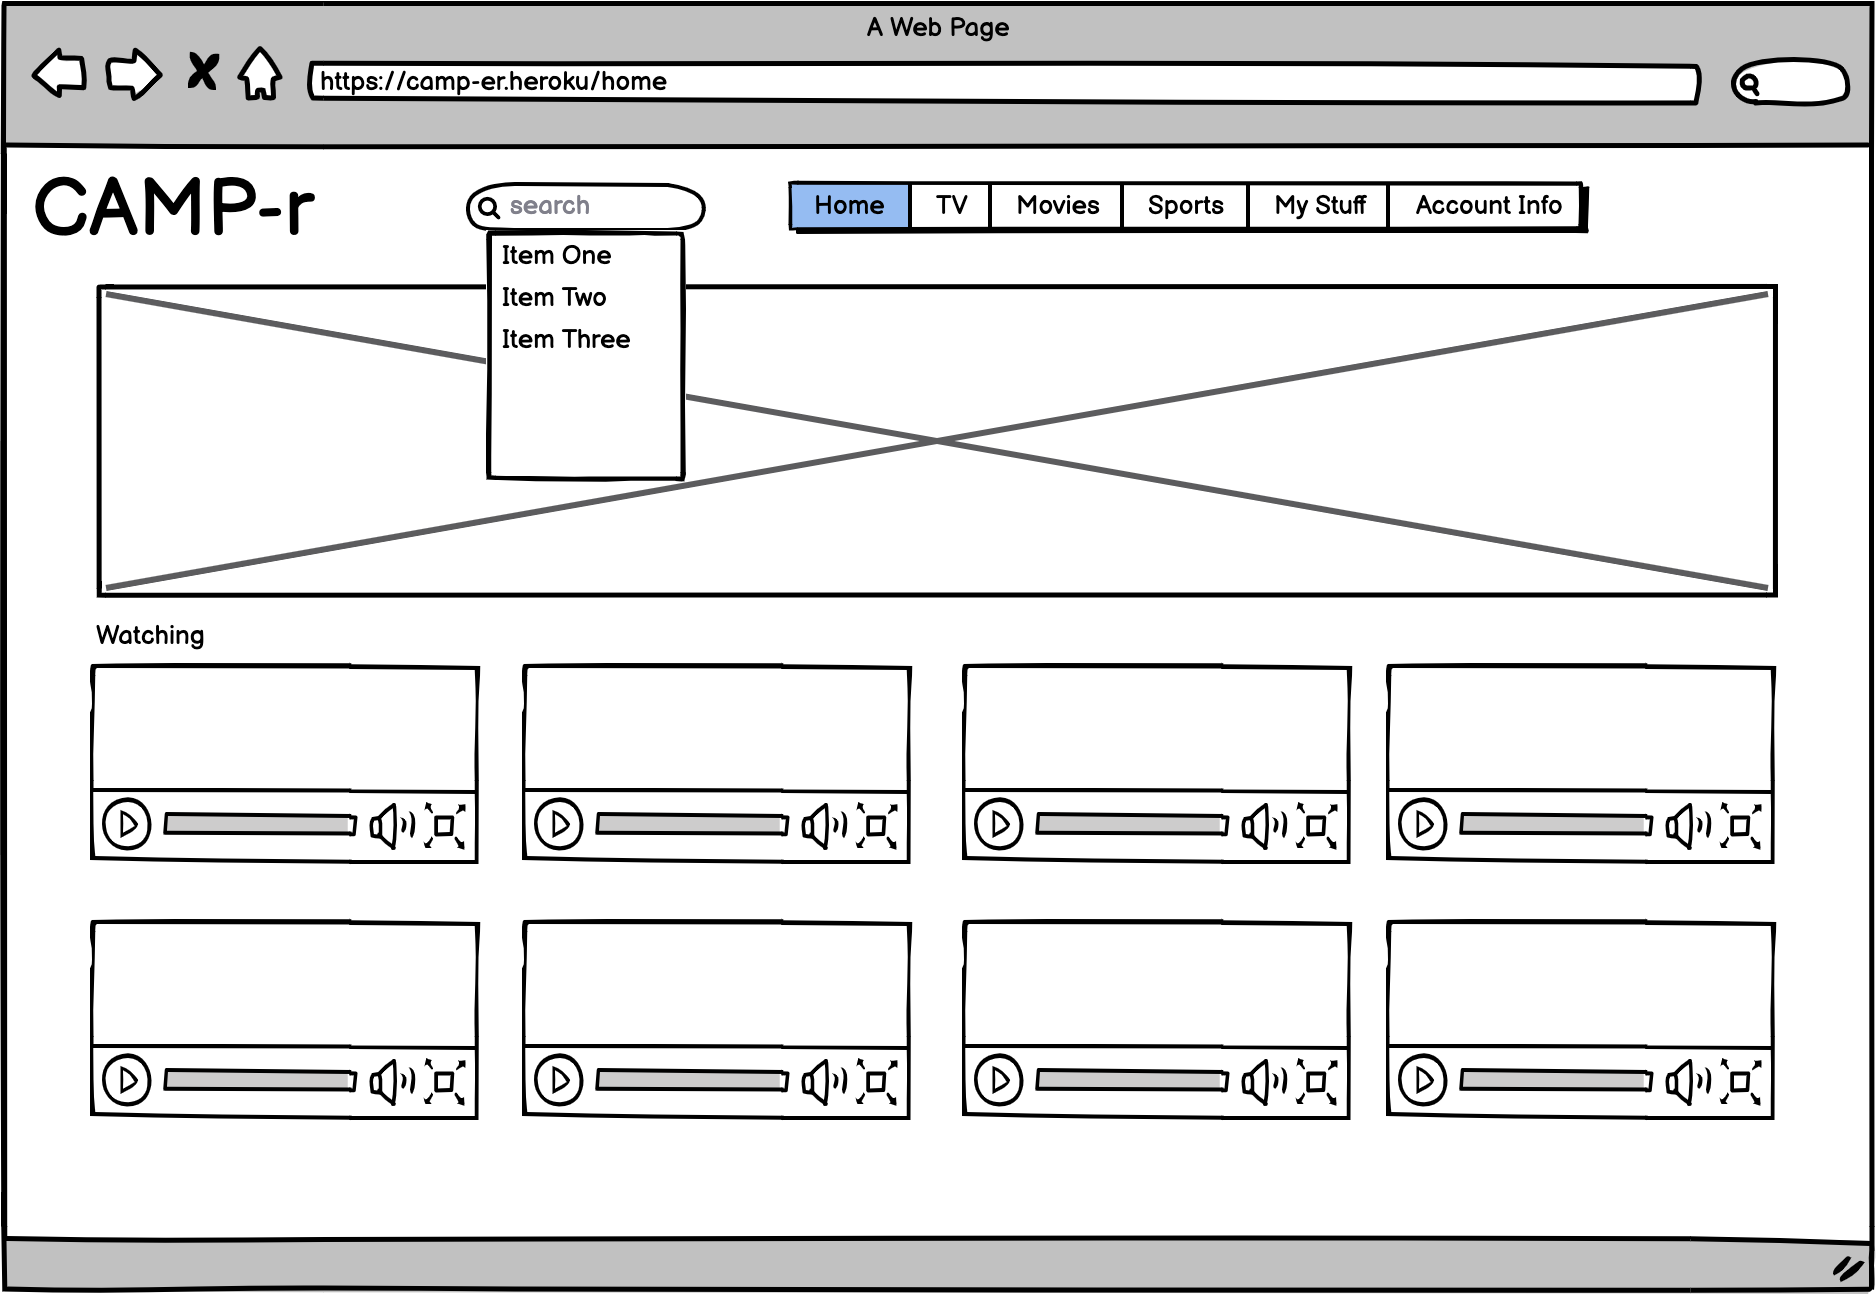 A Web Page
https://camp-er.heroku/home
CAMP-r
search
Home TV Movies Sports My Stuff Account Info
Item One
Item Two
Item Three
Watching